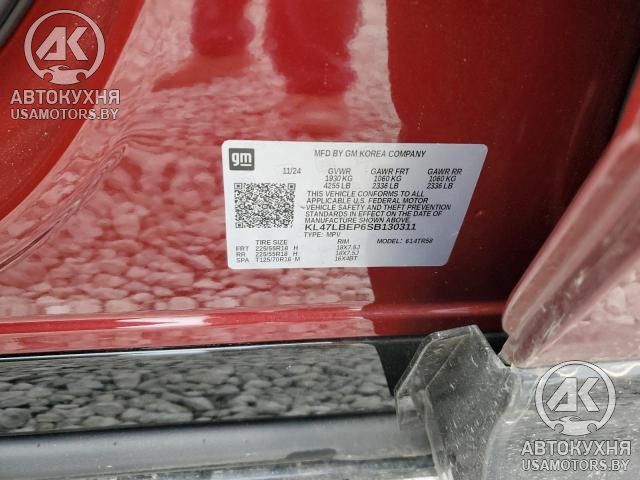 AK
АВТОКУХНЯ
USAMOTORS.BY
gm
MFD BY GM KOREA COMPANY
11/24 GVWR GAWR FRT GAWR RR
1930 KG 1060 KG 1060 KG
4255 LB 2336 LB 2336 LB
THIS VEHICLE CONFORMS TO ALL
APPLICABLE U.S. FEDERAL MOTOR
VEHICLE SAFETY AND THEFT PREVENTION
STANDARDS IN EFFECT ON THE DATE OF
MANUFACTURE SHOWN ABOVE.
KL47LBEP6SB130311
TYPE: MPV MODEL: 614TR58
TIRE SIZE RIM
FRT 225/55R18 H 18X7.5J
RR 225/55R18 H 18X7.5J
SPA T125/70R16 M 16X4BT
AK
АВТОКУХНЯ
USAMOTORS.BY